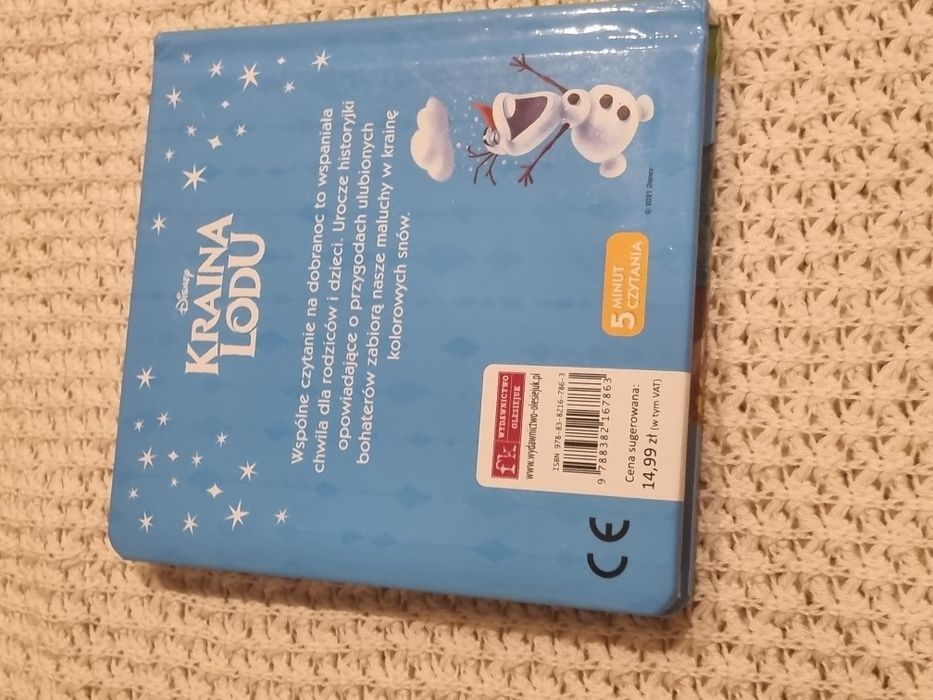 Disney
KRAINA
LODU
Wspólne czytanie na dobranoc to wspaniała
chwila dla rodziców i dzieci. Urocze historyjki
opowiadające o przygodach ulubionych
bohaterów zabiorą nasze maluchy w krainę
kolorowych snów.
fk WYDAWNICTWO
OLESIEJUK
www.wydawnictwo-olesiejuk.pl
ISBN 978-83-8216-786-3
9 788382 167863
Cena sugerowana:
14,99 zł (w tym VAT)
CE
5 MINUT
CZYTANIA
© 2021 Disney